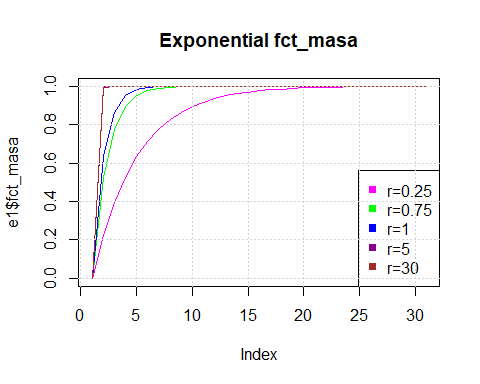 Exponential fct_masa
e1$fct_masa
1.0
0.8
0.6
0.4
0.2
0.0
r=0.25
r=0.75
r=1
r=5
r=30
0 5 10 15 20 25 30
Index